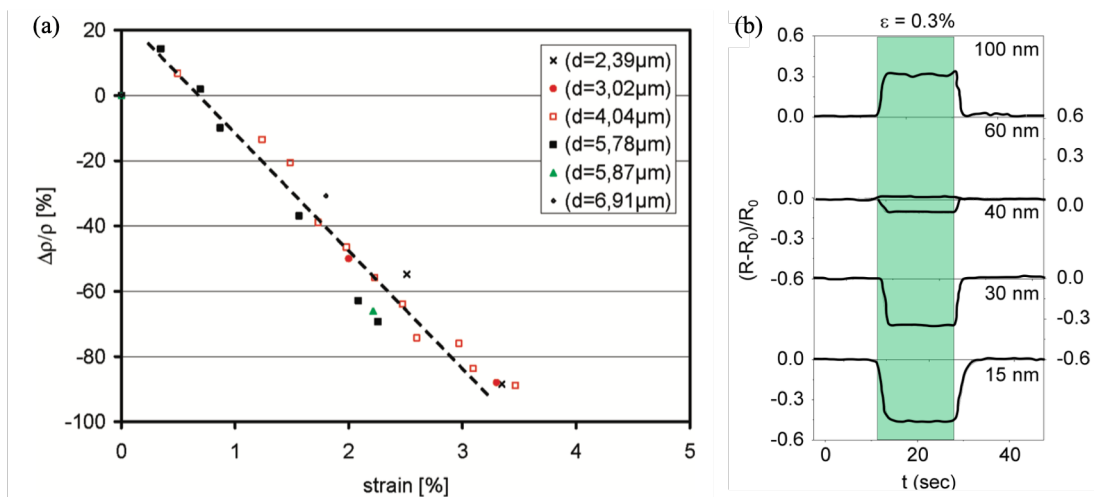 (a)
20
0
-20
-40
-60
-80
-100
Δρ/ρ [%]
0 1 2 3 4 5
strain [%]
(d=2,39µm)
(d=3,02µm)
(d=4,04µm)
(d=5,78µm)
(d=5,87µm)
(d=6,91µm)
(b)
ε = 0.3%
0.6
0.3
0.0
0.0
-0.3
-0.6
0.0
-0.3
-0.6
(R-R₀)/R₀
100 nm
60 nm
40 nm
30 nm
15 nm
0.6
0.3
0.0
0.0
-0.3
-0.6
0 20 40
t (sec)